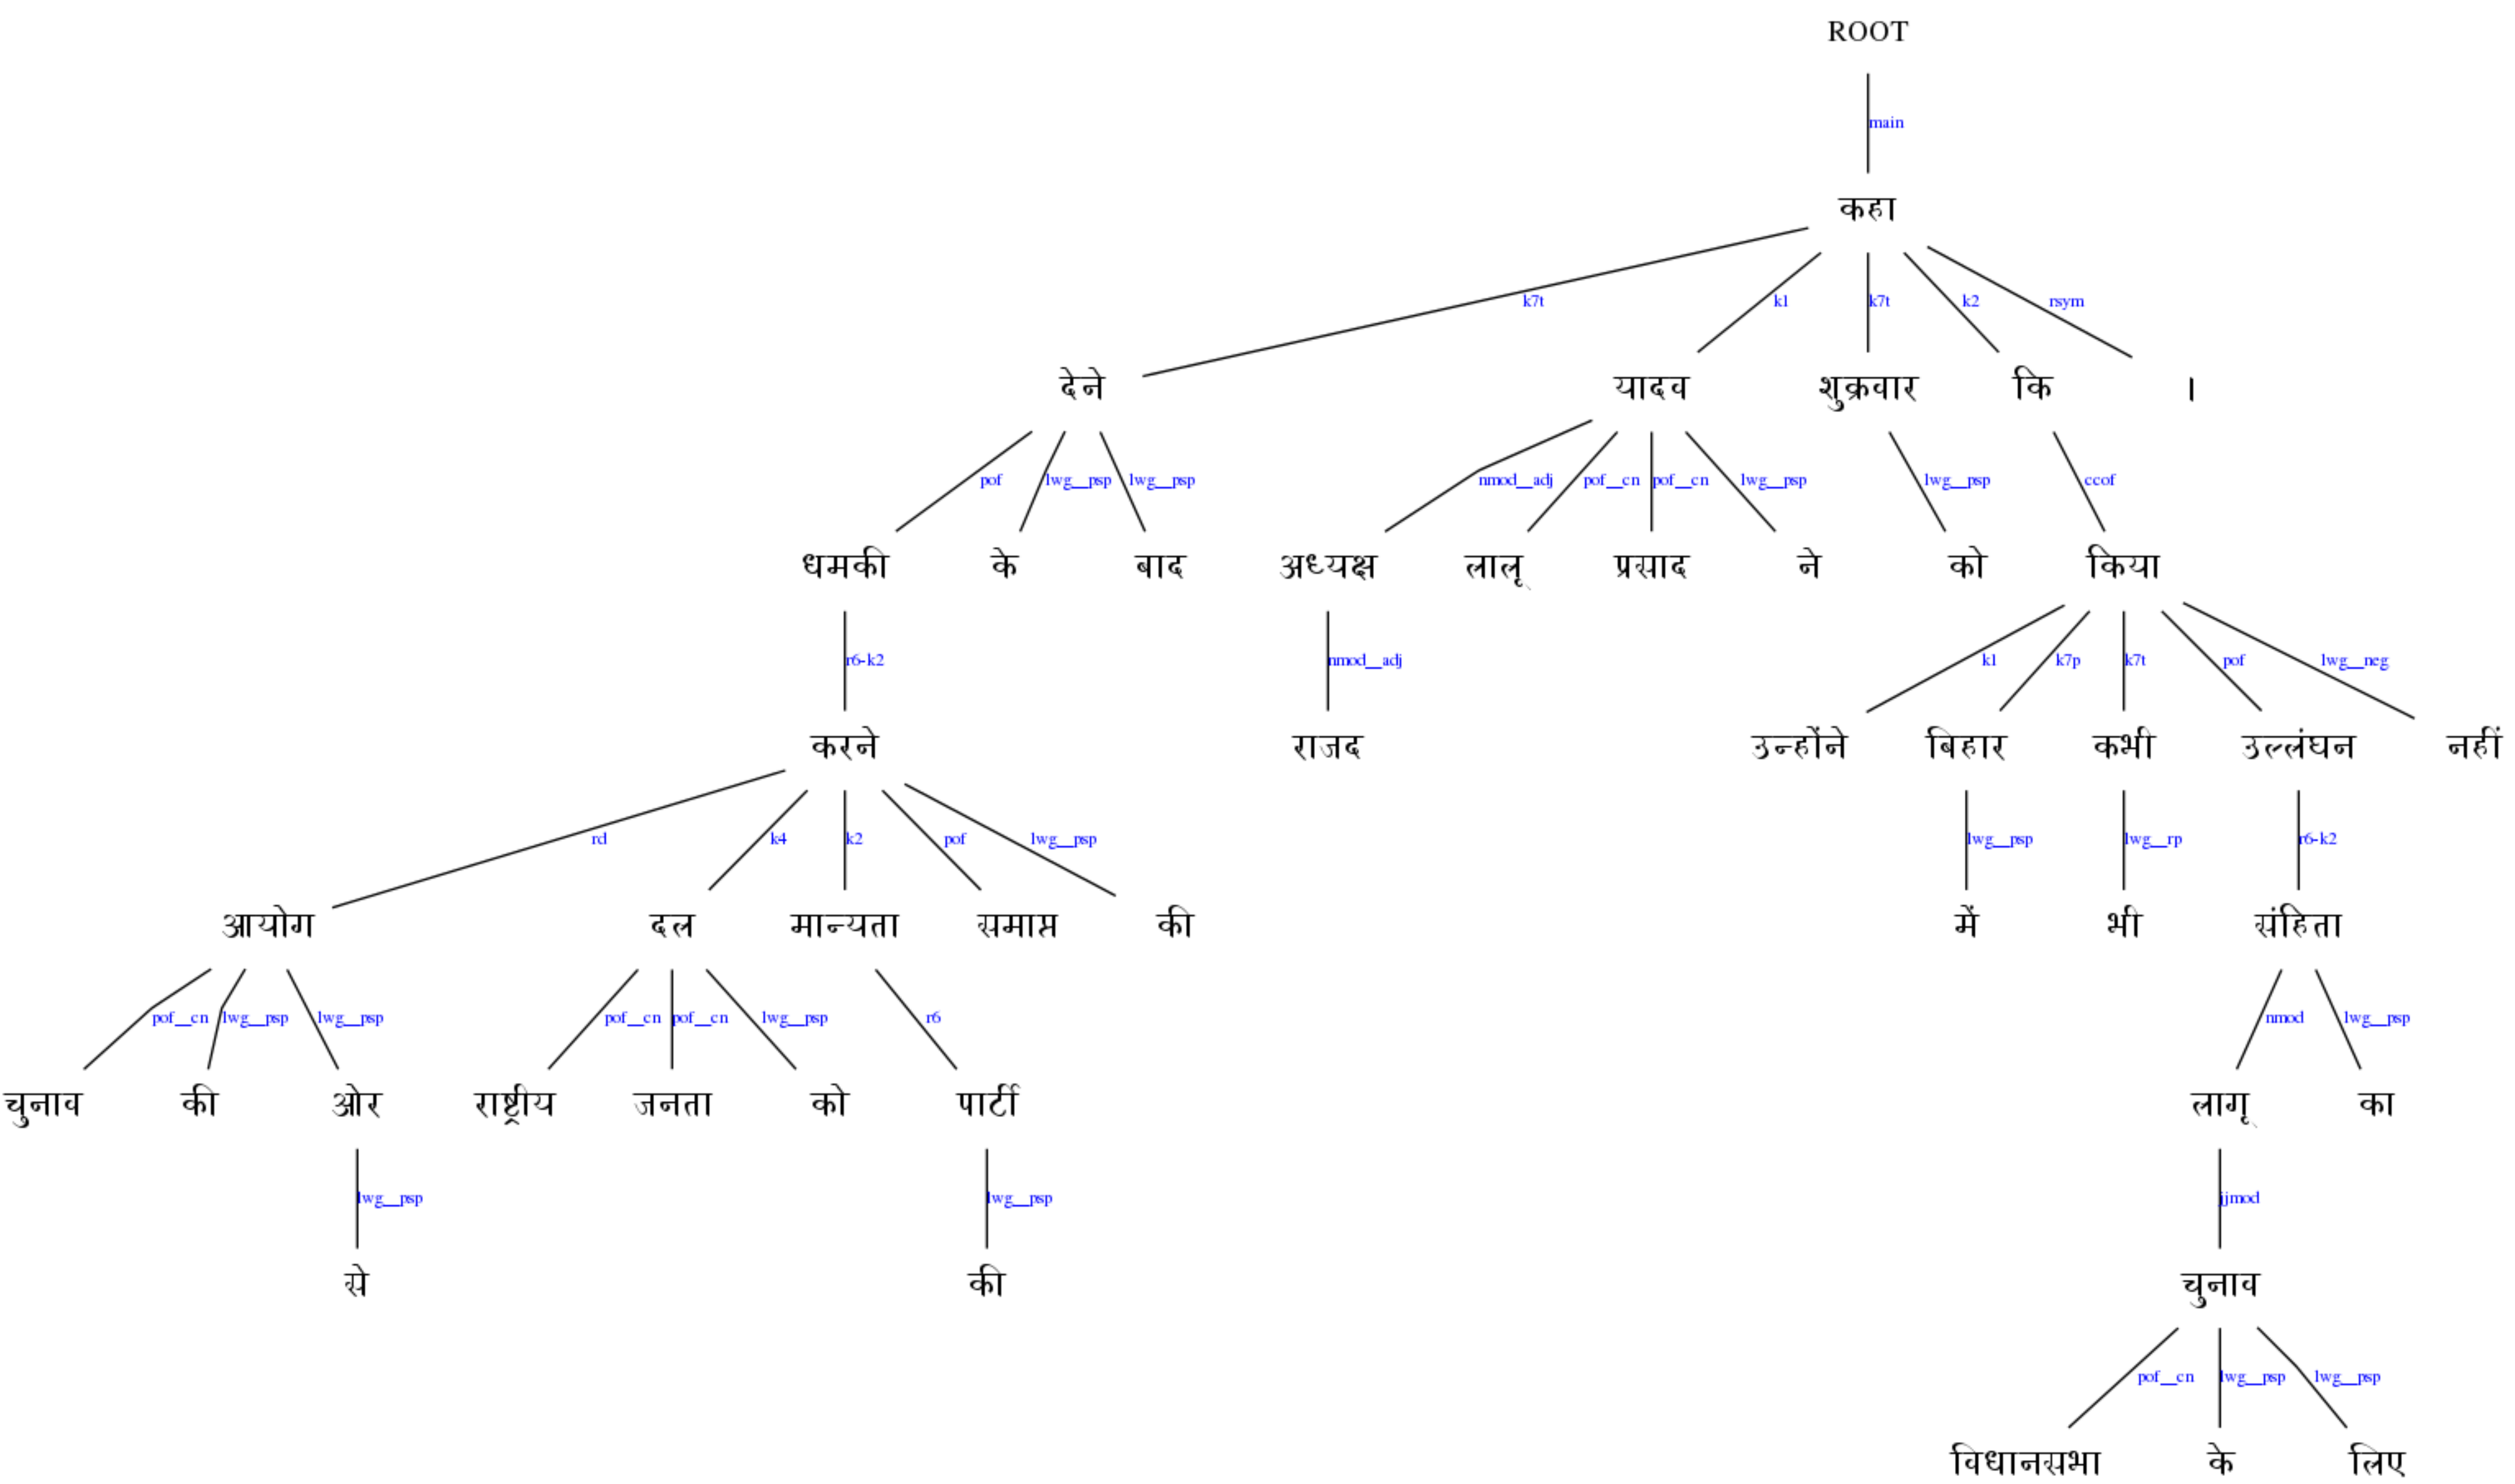 ROOT
main
कहा
k7t k1 k7t k2 rsym
देने यादव शुक्रवार कि ।
pof lwg__psp lwg__psp nmod__adj pof__cn pof__cn lwg__psp lwg__psp ccof
धमकी के बाद अध्यक्ष लालू प्रसाद ने को किया
r6-k2 nmod__adj k1 k7p k7t pof lwg__neg
करने राजद उन्होंने बिहार कभी उल्लंघन नहीं
rd k4 k2 pof lwg__psp lwg__psp lwg__rp r6-k2
आयोग दल मान्यता समाप्त की में भी संहिता
pof__cn lwg__psp lwg__psp pof__cn pof__cn lwg__psp r6 nmod lwg__psp
चुनाव की ओर राष्ट्रीय जनता को पार्टी लागू का
lwg__psp lwg__psp jjmod
से की चुनाव
pof__cn lwg__psp lwg__psp
विधानसभा के लिए